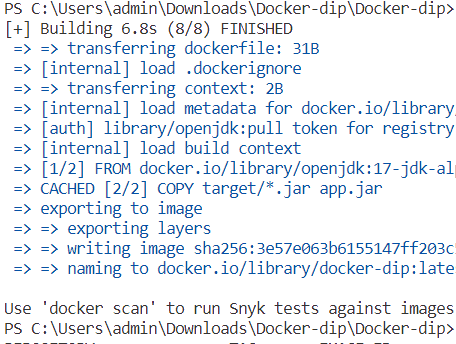 PS C:\Users\admin\Downloads\Docker-dip\Docker-dip>
[+] Building 6.8s (8/8) FINISHED
=> => transferring dockerfile: 31B
=> [internal] load .dockerignore
=> => transferring context: 2B
=> [internal] load metadata for docker.io/library/
=> [auth] library/openjdk:pull token for registry
=> [internal] load build context
=> [1/2] FROM docker.io/library/openjdk:17-jdk-alp
=> CACHED [2/2] COPY target/*.jar app.jar
=> exporting to image
=> => exporting layers
=> => writing image sha256:3e57e063b6155147ff203c
=> => naming to docker.io/library/docker-dip:late
Use 'docker scan' to run Snyk tests against images
PS C:\Users\admin\Downloads\Docker-dip\Docker-dip>